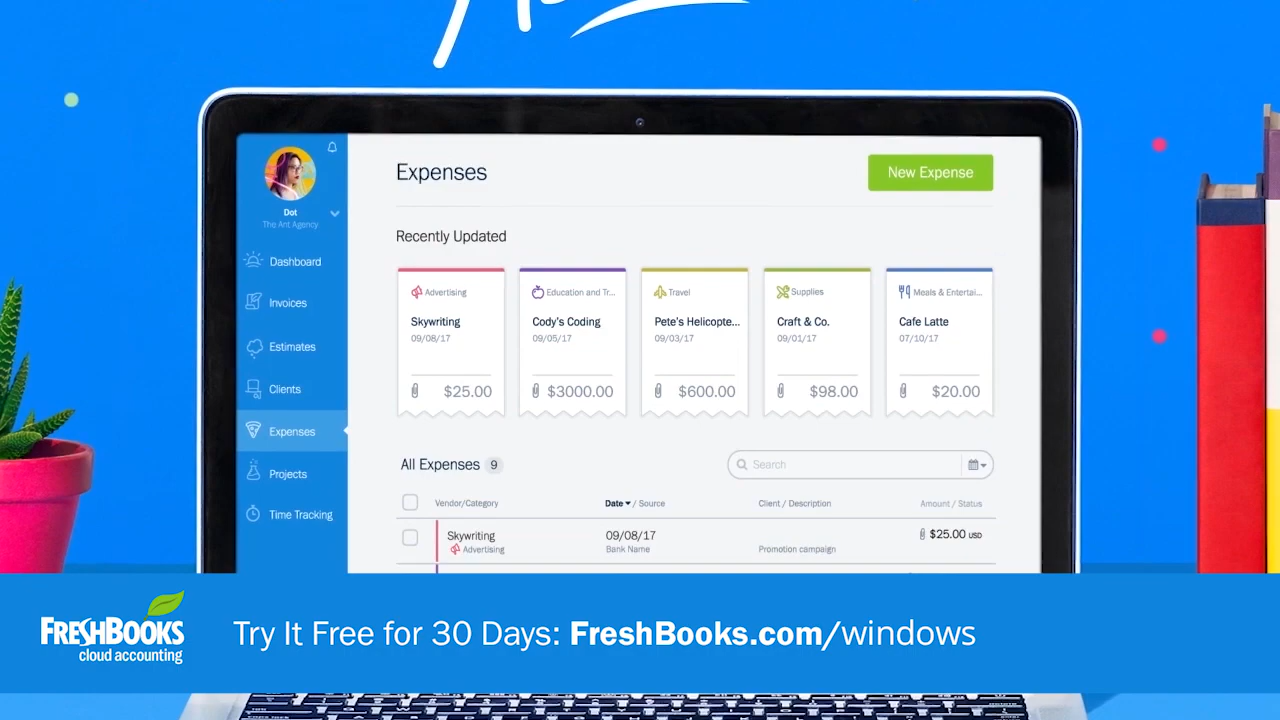 Expenses
New Expense
Dot
The Ant Agency
Dashboard
Invoices
Estimates
Clients
Expenses
Projects
Time Tracking
Recently Updated
Advertising
Skywriting
09/08/17
$25.00
Education and Tr...
Cody's Coding
09/05/17
$3000.00
Travel
Pete's Helicopte...
09/03/17
$600.00
Supplies
Craft & Co.
09/01/17
$98.00
Meals & Entertai...
Cafe Latte
07/10/17
$20.00
All Expenses 9
Search
Vendor/Category Date / Source Client / Description Amount / Status
Skywriting 09/08/17 $25.00 USD
Advertising Bank Name Promotion campaign
FRESHBOOKS
cloud accounting
Try It Free for 30 Days: FreshBooks.com/windows